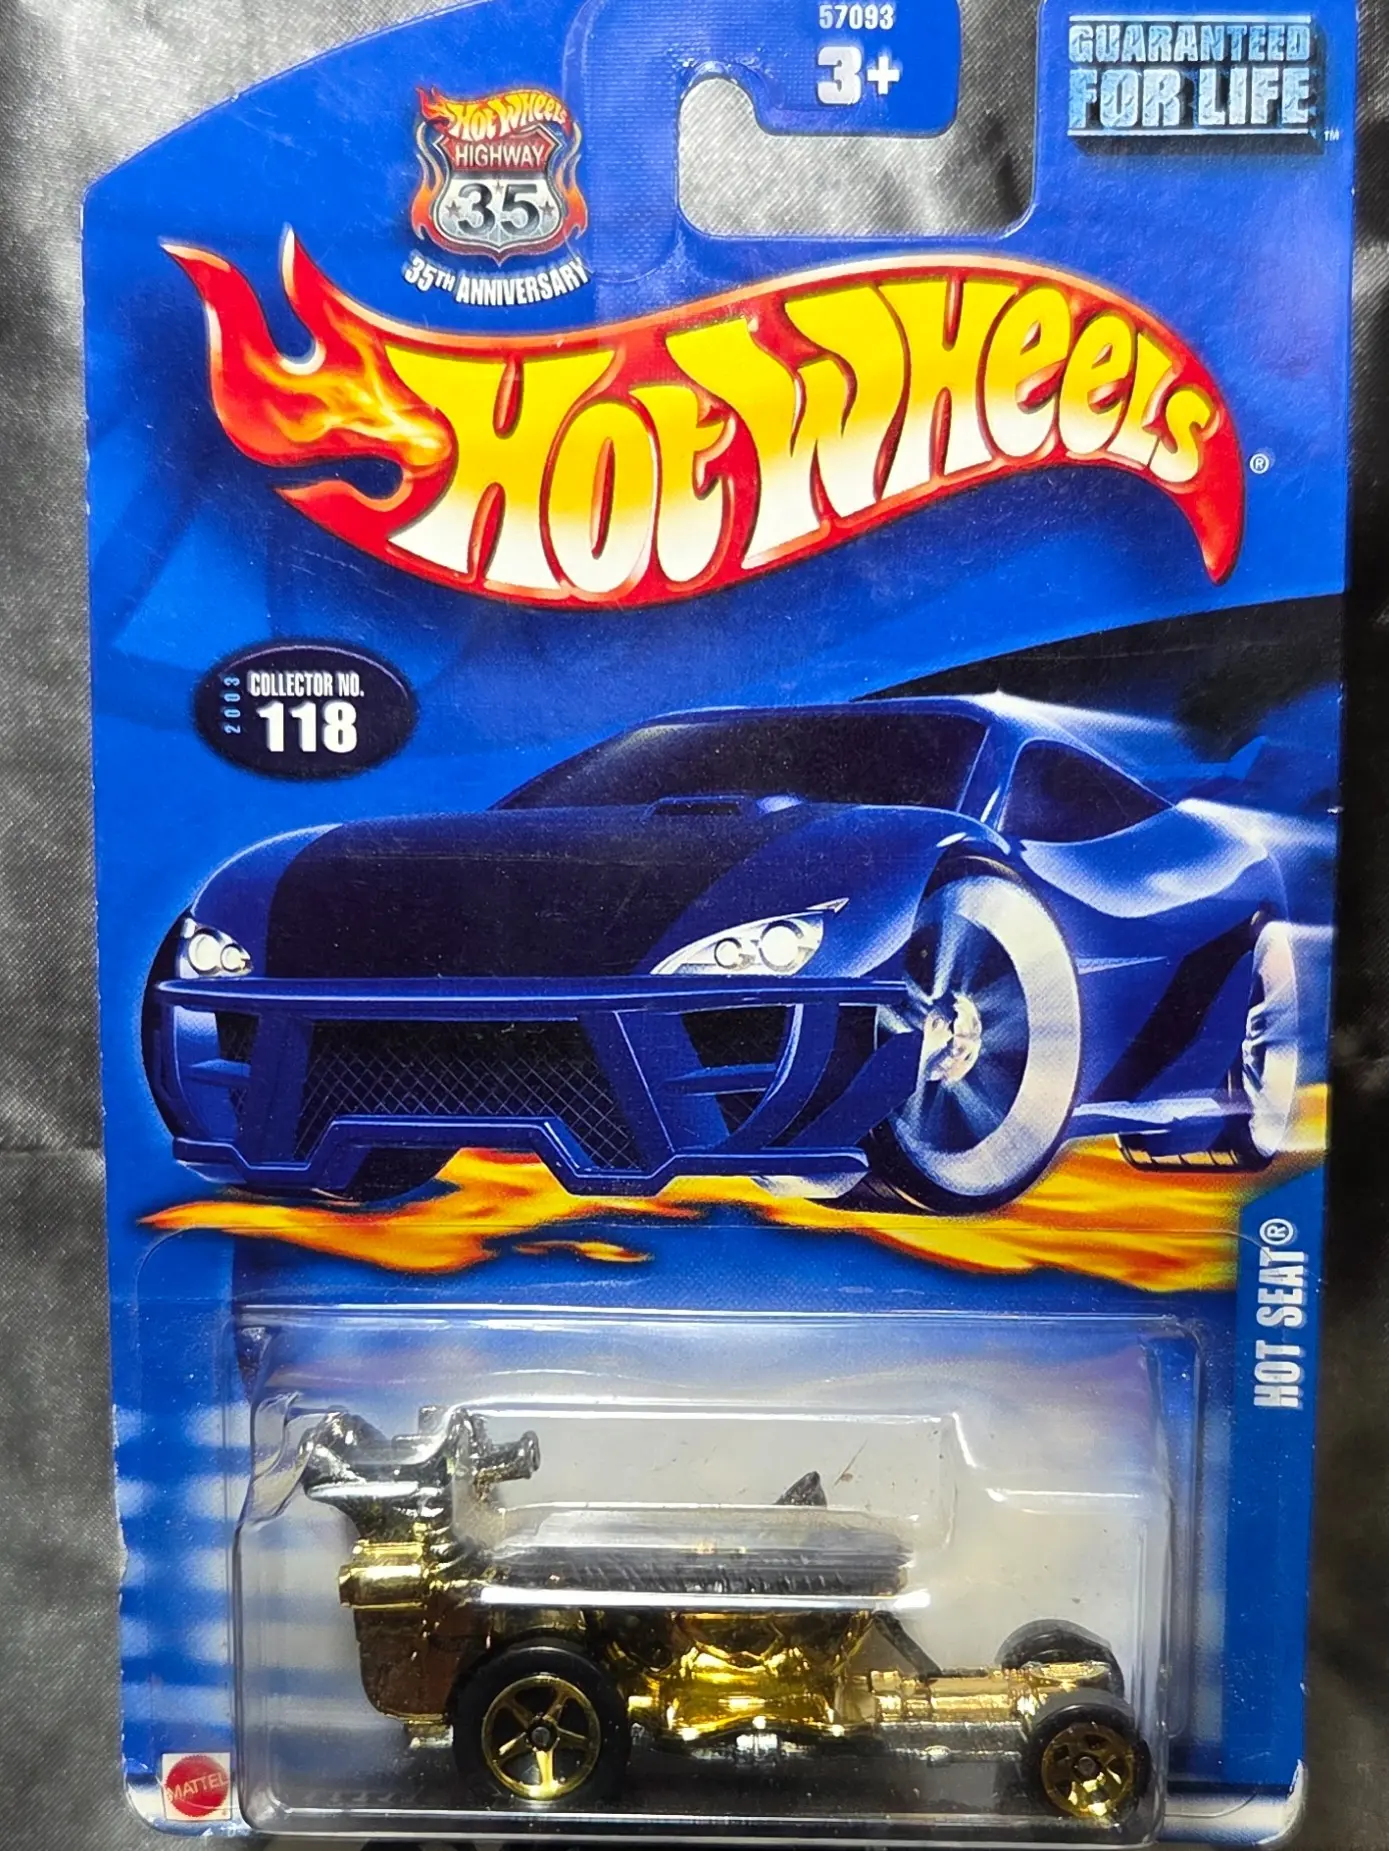 57093
3+
GUARANTEED
FOR LIFE™
HOT WHEELS
HIGHWAY
35
35TH ANNIVERSARY
HOT WHEELS®
2003
COLLECTOR NO.
118
HOT SEAT®
MATTEL